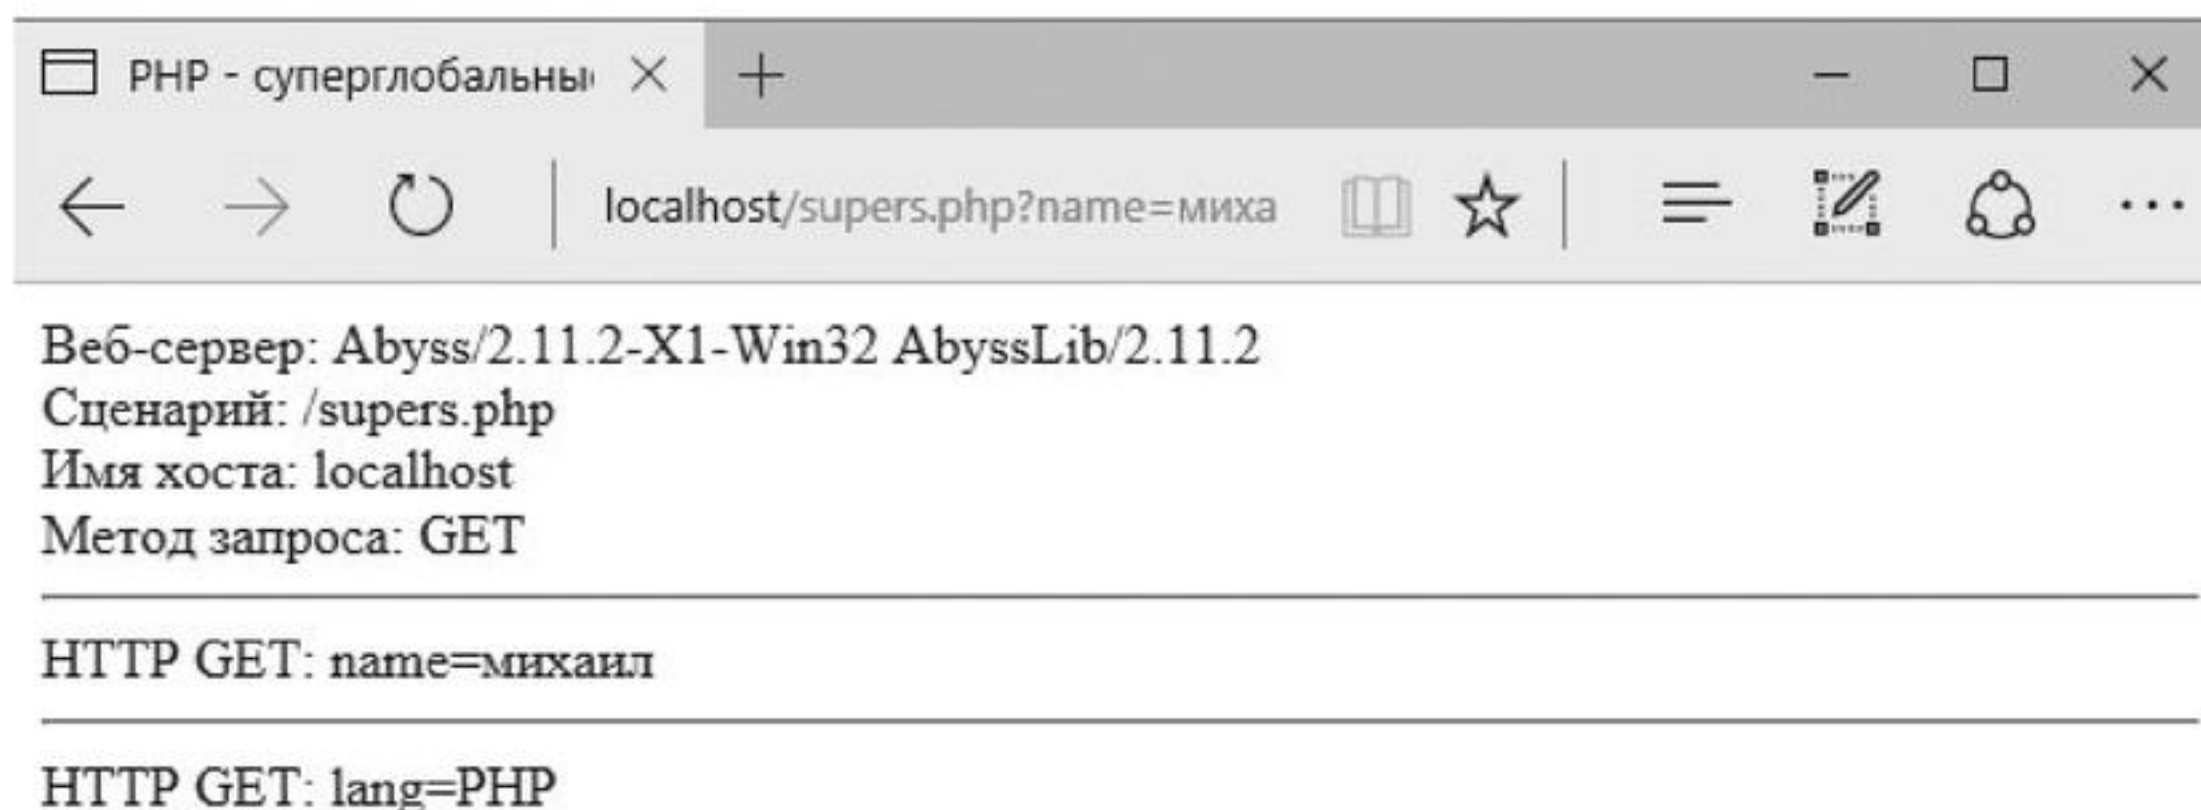 PHP - суперглобальны
localhost/supers.php?name=миха
Веб-сервер: Abyss/2.11.2-X1-Win32 AbyssLib/2.11.2
Сценарий: /supers.php
Имя хоста: localhost
Метод запроса: GET
HTTP GET: name=михаил
HTTP GET: lang=PHP